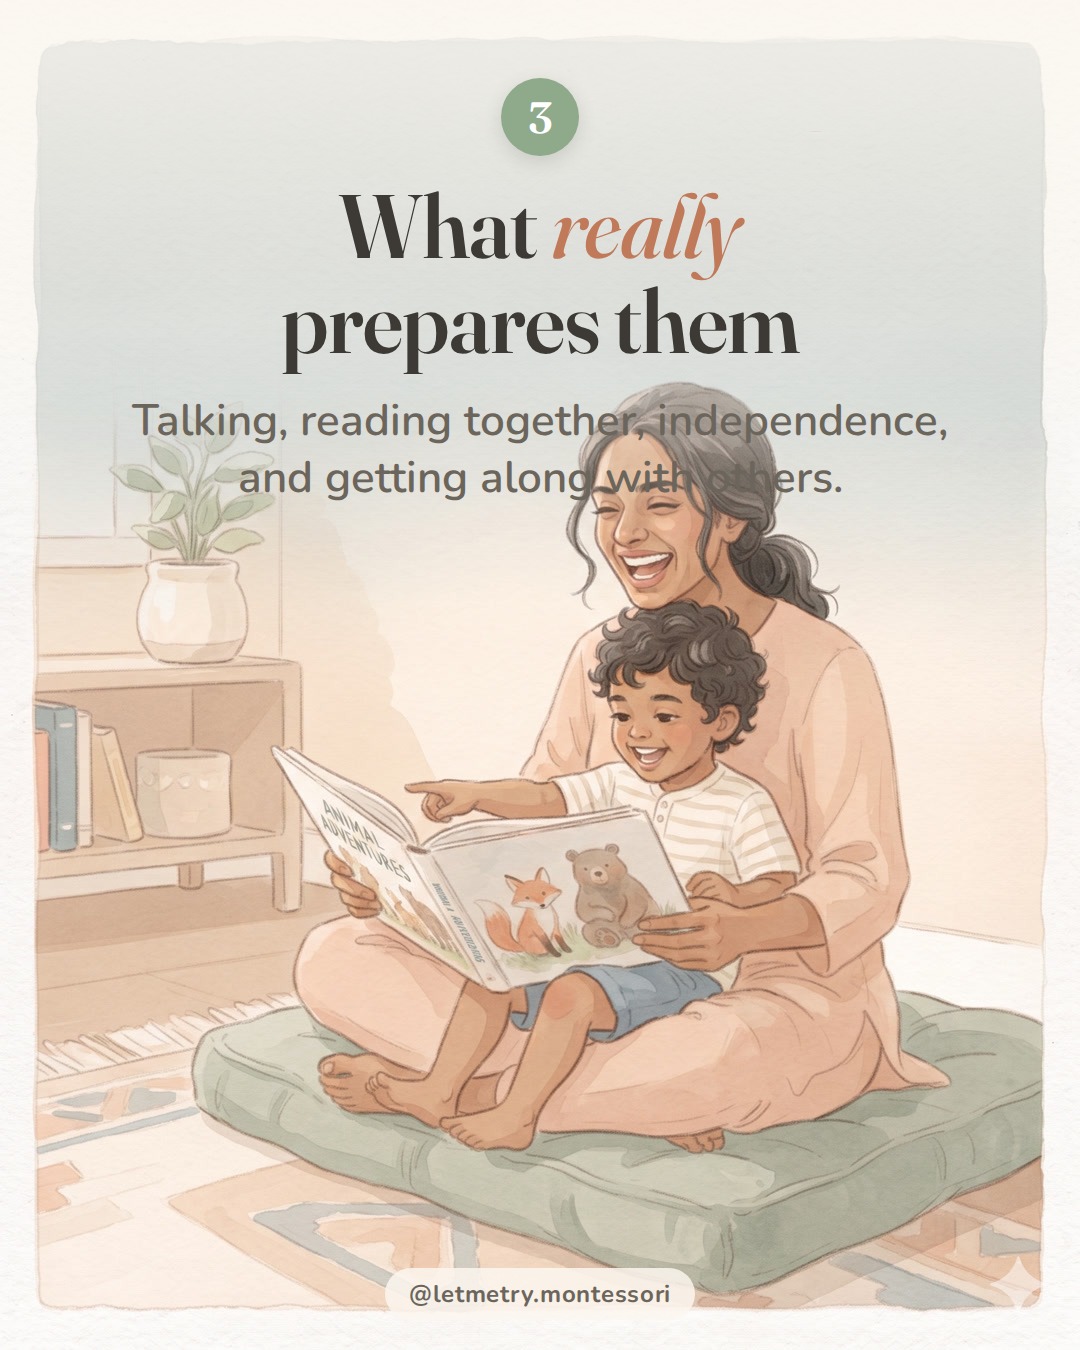 3
What really
prepares them
Talking, reading together, independence,
and getting along with others.
ANIMAL
ADVENTURES
@letmetry.montessori